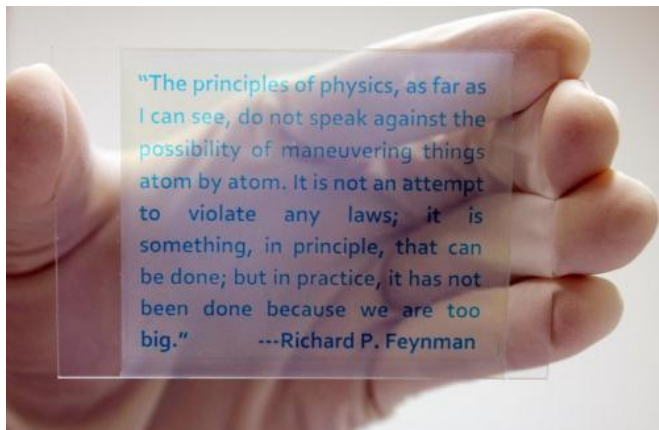 “The principles of physics, as far as
I can see, do not speak against the
possibility of maneuvering things
atom by atom. It is not an attempt
to violate any laws; it is
something, in principle, that can
be done; but in practice, it has not
been done because we are too
big.” ---Richard P. Feynman